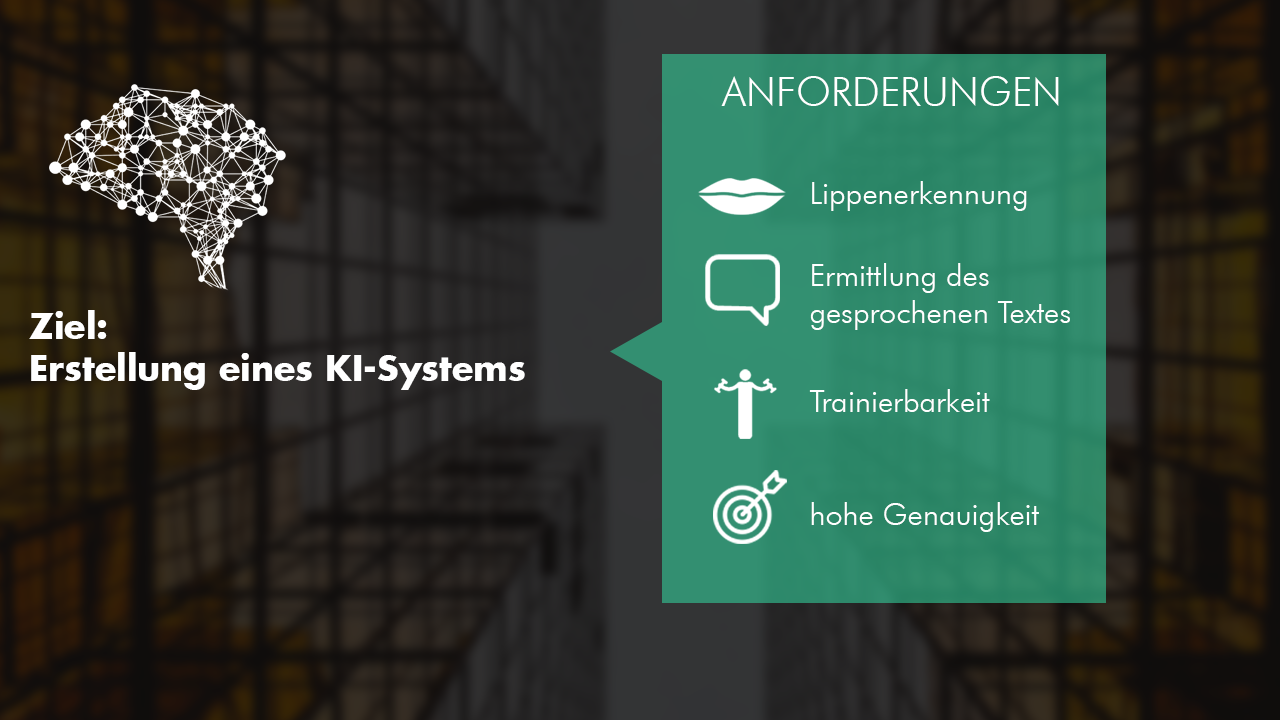 Ziel:
Erstellung eines KI-Systems
ANFORDERUNGEN
Lippenerkennung
Ermittlung des
gesprochenen Textes
Trainierbarkeit
hohe Genauigkeit